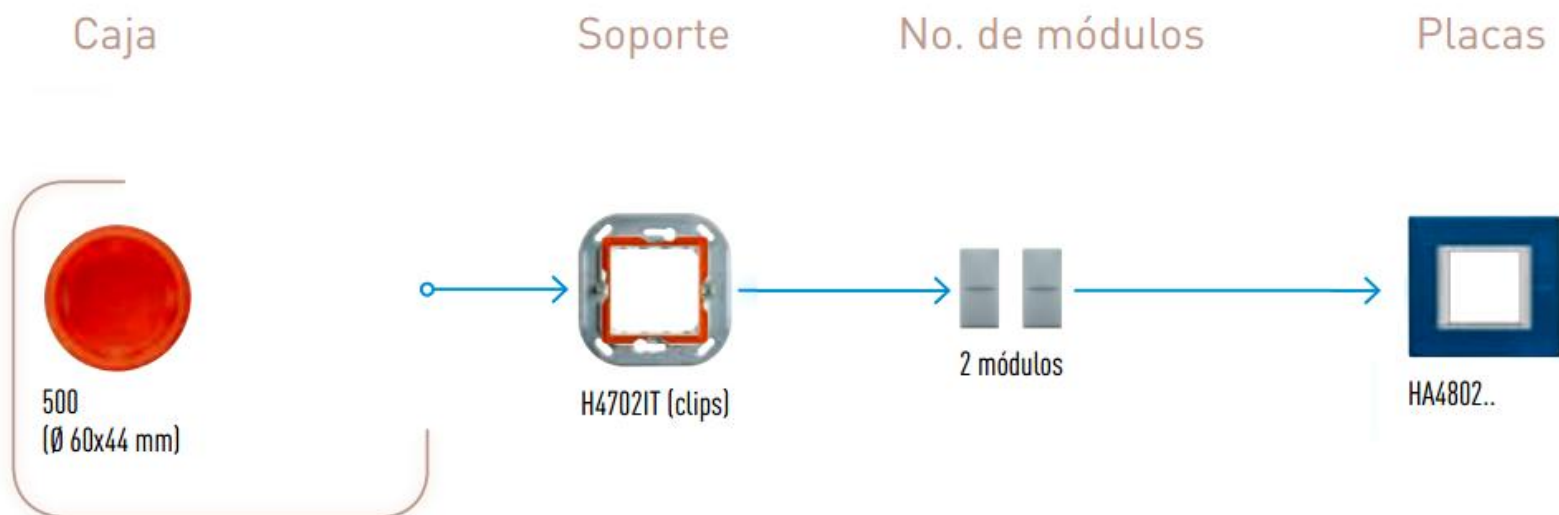 Caja
Soporte
No. de módulos
Placas
500
(Ø 60x44 mm)
H4702IT (clips)
2 módulos
HA4802..